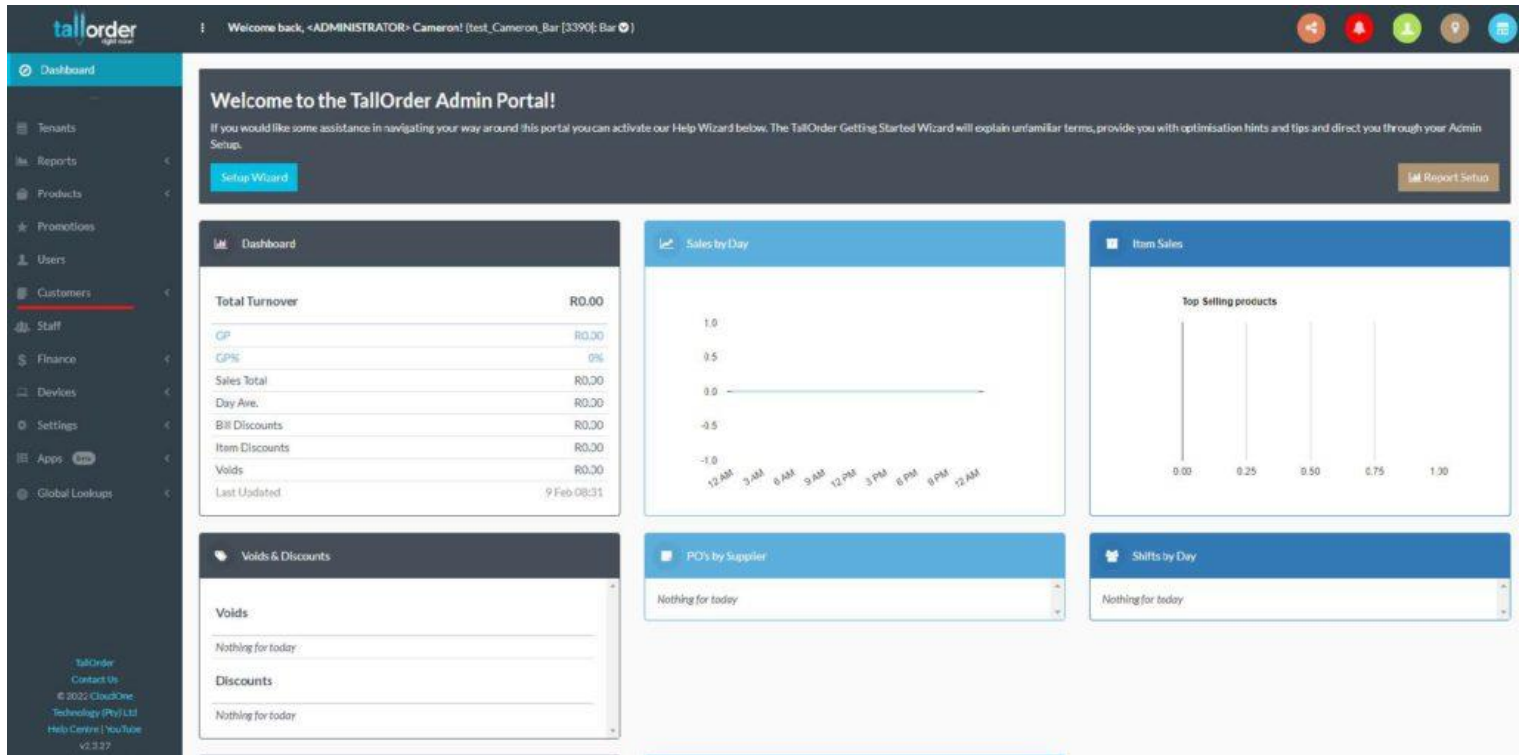 tallorder
right now!
Welcome back, <ADMINISTRATOR> Cameron! (test_Cameron_Bar [3390]: Bar)
Dashboard
Tenants
Reports
Products
Promotions
Users
Customers
Staff
Finance
Devices
Settings
Apps Beta
Global Lookups
TallOrder
Contact Us
© 2022 CloudOne
Technology (Pty) Ltd
Help Centre | YouTube
v2.3.27
Welcome to the TallOrder Admin Portal!
If you would like some assistance in navigating your way around this portal you can activate our Help Wizard below. The TallOrder Getting Started Wizard will explain unfamiliar terms, provide you with optimisation hints and tips and direct you through your Admin
Setup.
Setup Wizard
Report Setup
Dashboard
Total Turnover R0.00
GP R0.00
GP% 0%
Sales Total R0.00
Day Ave. R0.00
Bill Discounts R0.00
Item Discounts R0.00
Voids R0.00
Last Updated 9 Feb 08:31
Sales by Day
1.0
0.5
0.0
-0.5
-1.0
12 AM 3 AM 6 AM 9 AM 12 PM 3 PM 6 PM 9 PM 12 AM
Item Sales
Top Selling products
0.00 0.25 0.50 0.75 1.00
Voids & Discounts
Voids
Nothing for today
Discounts
Nothing for today
PO's by Supplier
Nothing for today
Shifts by Day
Nothing for today